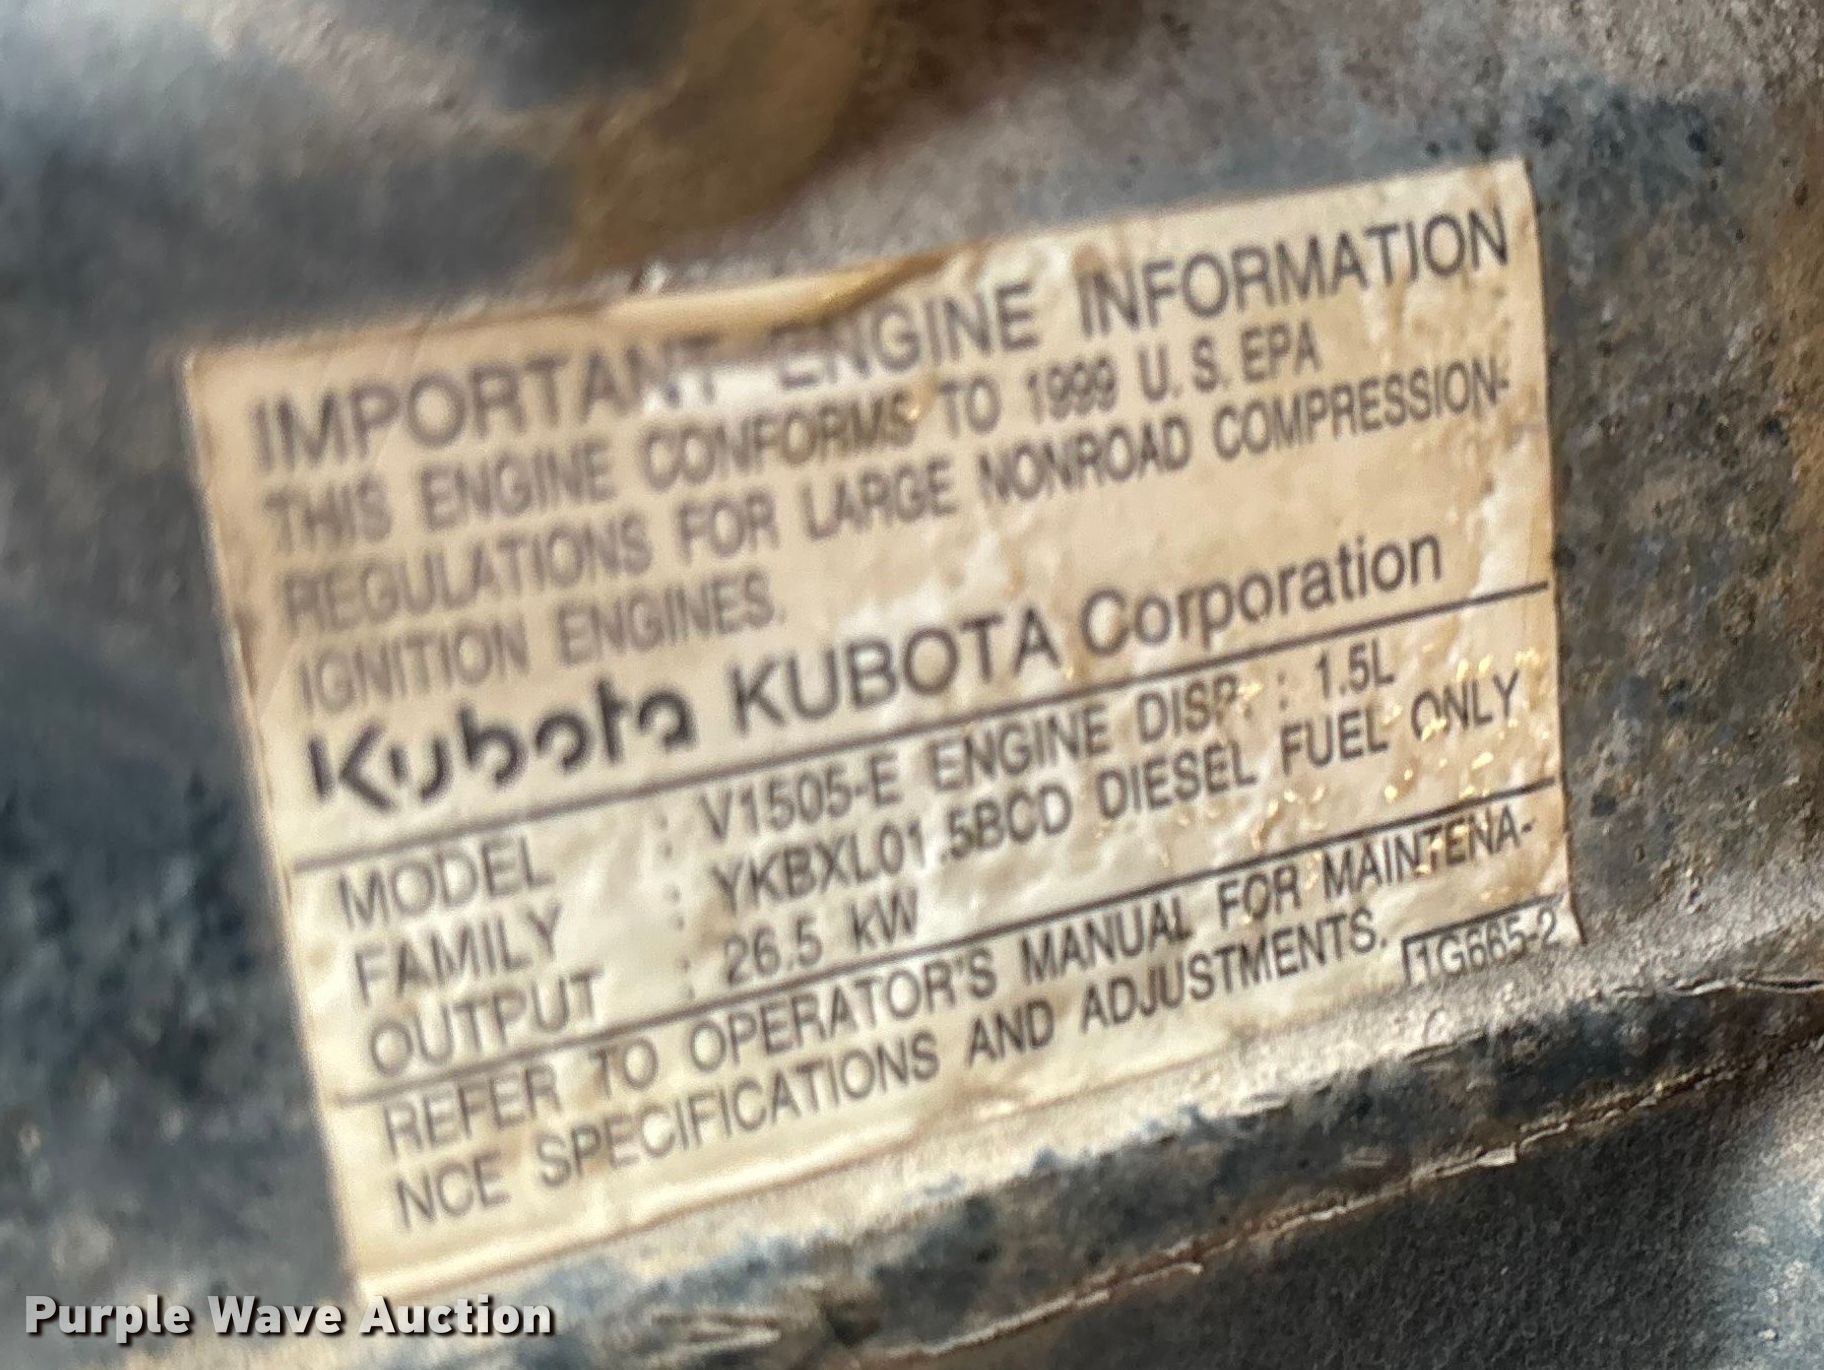 IMPORTANT ENGINE INFORMATION
THIS ENGINE CONFORMS TO 1999 U.S. EPA
REGULATIONS FOR LARGE NONROAD COMPRESSION-
IGNITION ENGINES.
Kubota KUBOTA Corporation
MODEL : V1505-E ENGINE DISP. : 1.5L
FAMILY : YKBXL01.5BCD DIESEL FUEL ONLY
OUTPUT : 26.5 kW
REFER TO OPERATOR'S MANUAL FOR MAINTENA-
NCE SPECIFICATIONS AND ADJUSTMENTS.
1G665-2
Purple Wave Auction